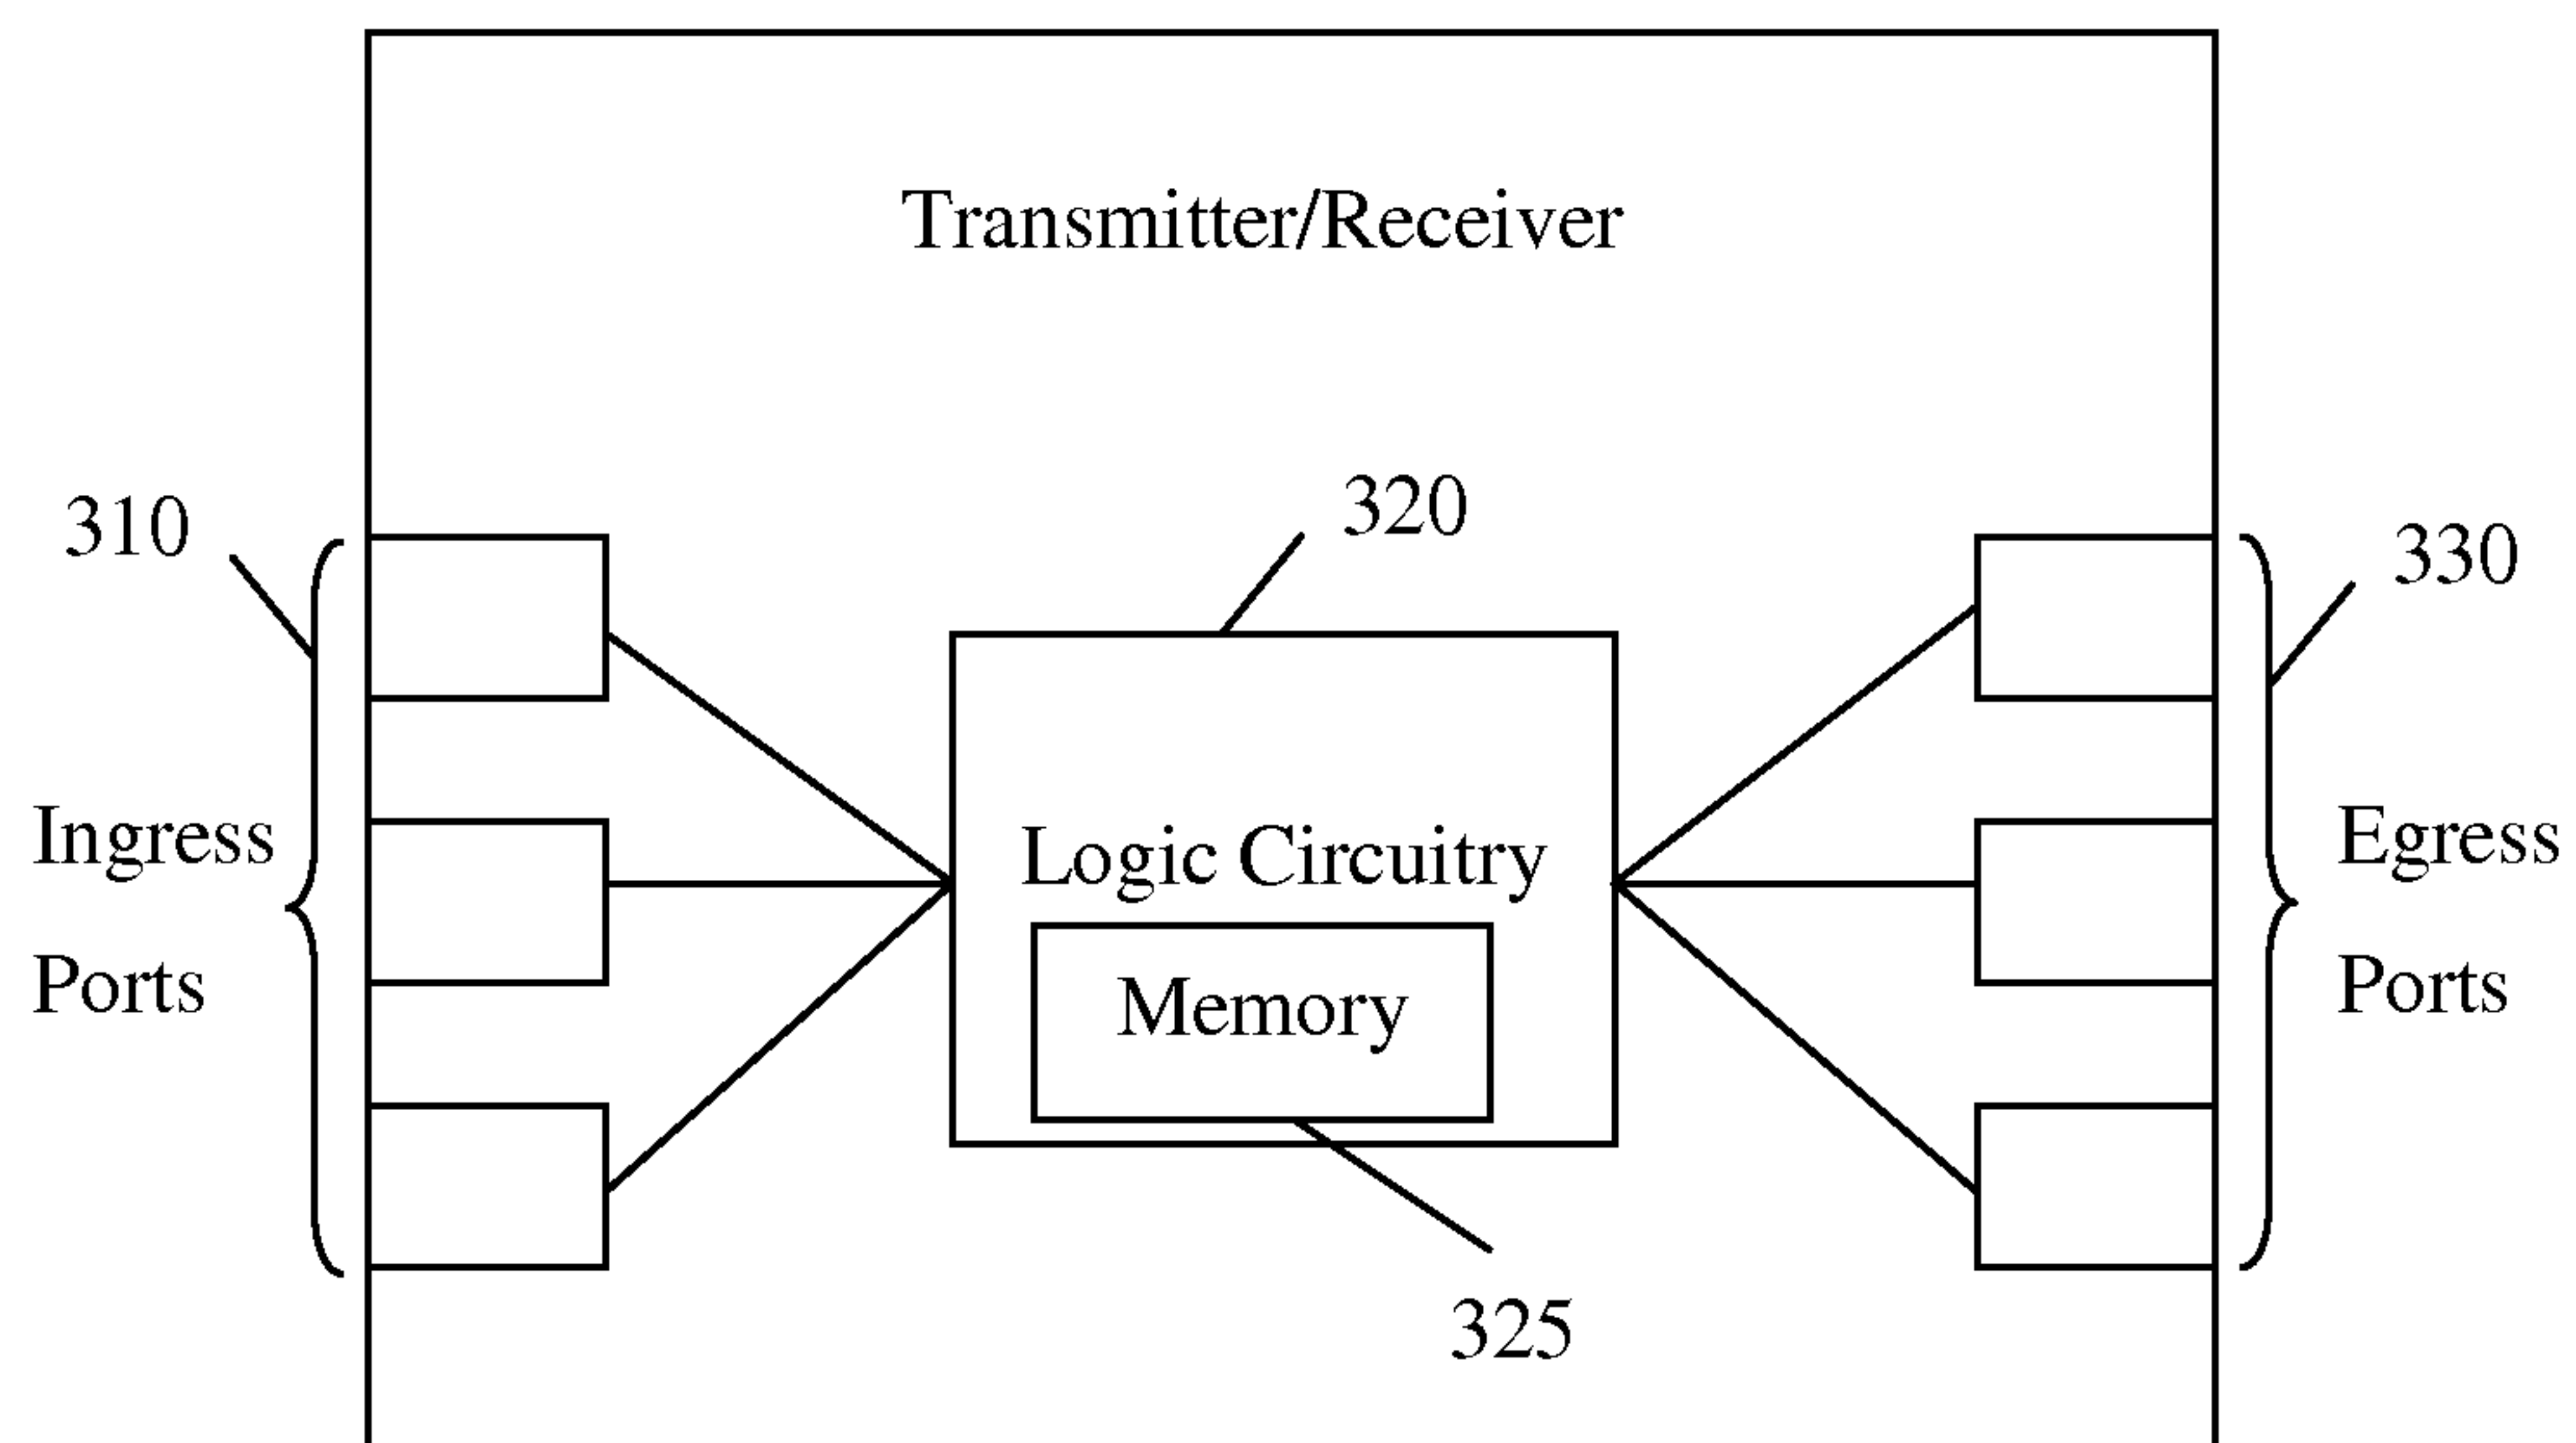 Transmitter/Receiver
310
320
330
Ingress
Ports
Logic Circuitry
Memory
Egress
Ports
325